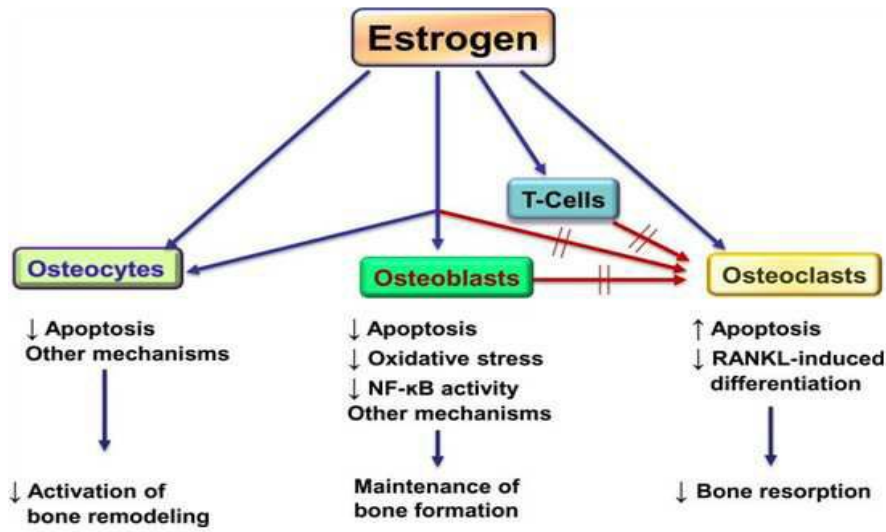 Estrogen
T-Cells
Osteocytes
Osteoblasts
Osteoclasts
↓ Apoptosis
Other mechanisms
↓ Activation of
bone remodeling
↓ Apoptosis
↓ Oxidative stress
↓ NF-κB activity
Other mechanisms
Maintenance of
bone formation
↑ Apoptosis
↓ RANKL-induced
differentiation
↓ Bone resorption